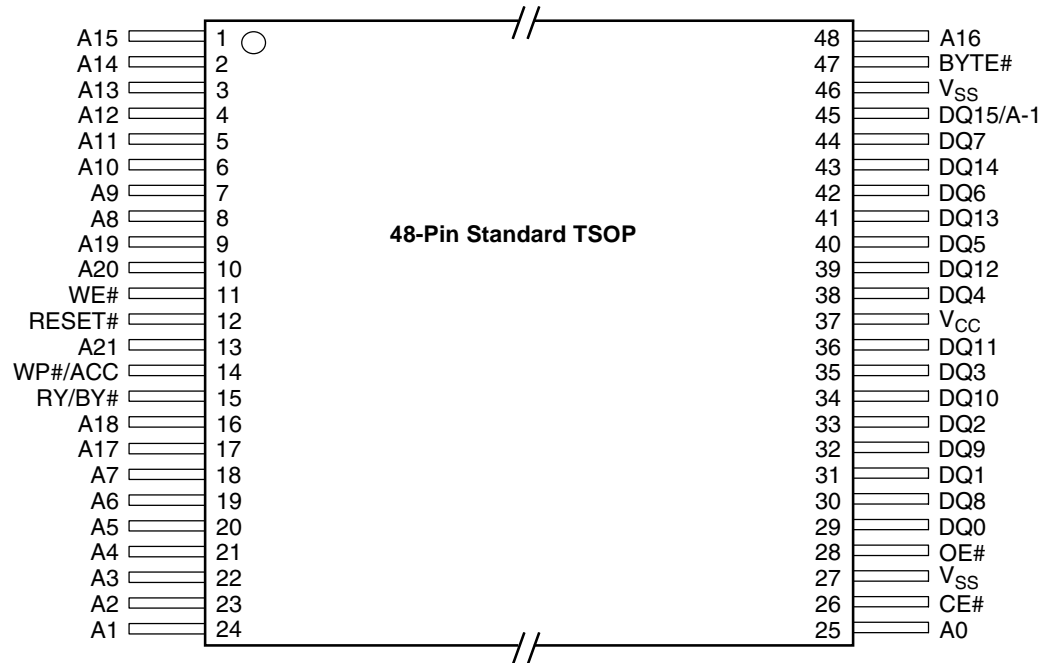 A15 1 48 A16
A14 2 47 BYTE#
A13 3 46 VSS
A12 4 45 DQ15/A-1
A11 5 44 DQ7
A10 6 43 DQ14
A9 7 42 DQ6
A8 8 41 DQ13
48-Pin Standard TSOP
A19 9 40 DQ5
A20 10 39 DQ12
WE# 11 38 DQ4
RESET# 12 37 VCC
A21 13 36 DQ11
WP#/ACC 14 35 DQ3
RY/BY# 15 34 DQ10
A18 16 33 DQ2
A17 17 32 DQ9
A7 18 31 DQ1
A6 19 30 DQ8
A5 20 29 DQ0
A4 21 28 OE#
A3 22 27 VSS
A2 23 26 CE#
A1 24 25 A0